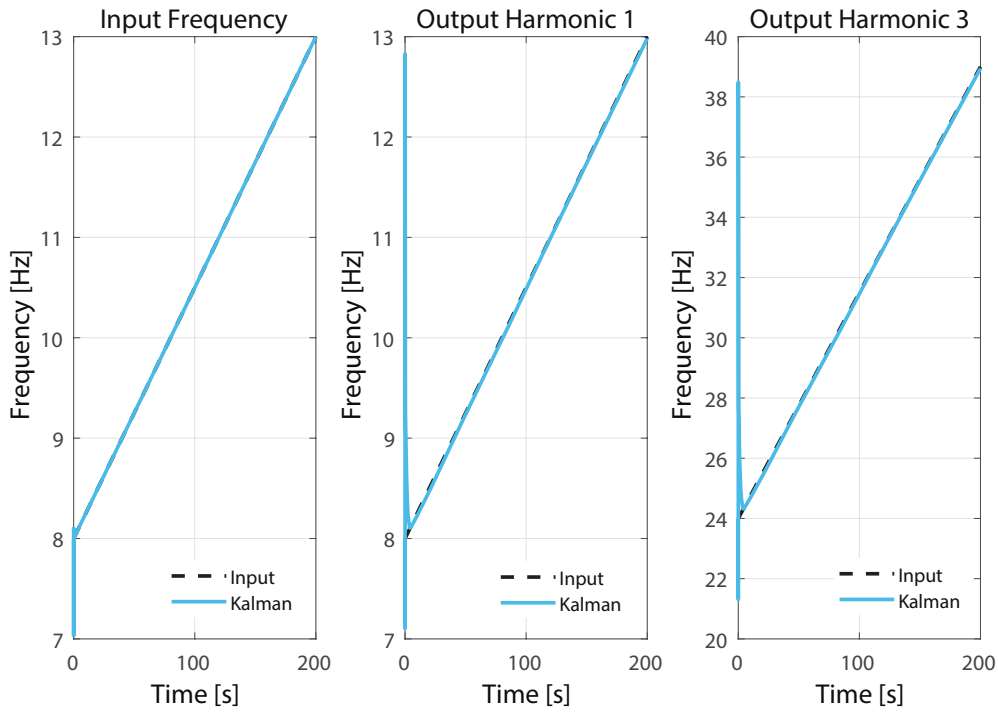 Input Frequency
Frequency [Hz]
13
12
11
10
9
8
7
Input
Kalman
0
100
200
Time [s]
Output Harmonic 1
Frequency [Hz]
13
12
11
10
9
8
7
Input
Kalman
0
100
200
Time [s]
Output Harmonic 3
Frequency [Hz]
40
38
36
34
32
30
28
26
24
22
20
Input
Kalman
0
100
200
Time [s]